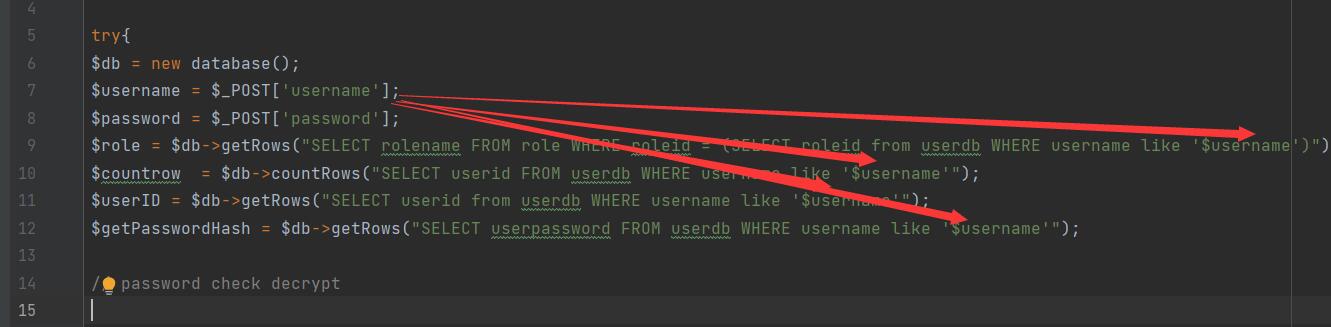 4
5 try{
6 $db = new database();
7 $username = $_POST['username'];
8 $password = $_POST['password'];
9 $role = $db->getRows("SELECT rolename FROM role WHERE roleid = (SELECT roleid from userdb WHERE username like '$username')")
10 $countrow  = $db->countRows("SELECT userid FROM userdb WHERE username like '$username'");
11 $userID = $db->getRows("SELECT userid from userdb WHERE username like '$username'");
12 $getPasswordHash = $db->getRows("SELECT userpassword FROM userdb WHERE username like '$username'");
13
14 // password check decrypt
15